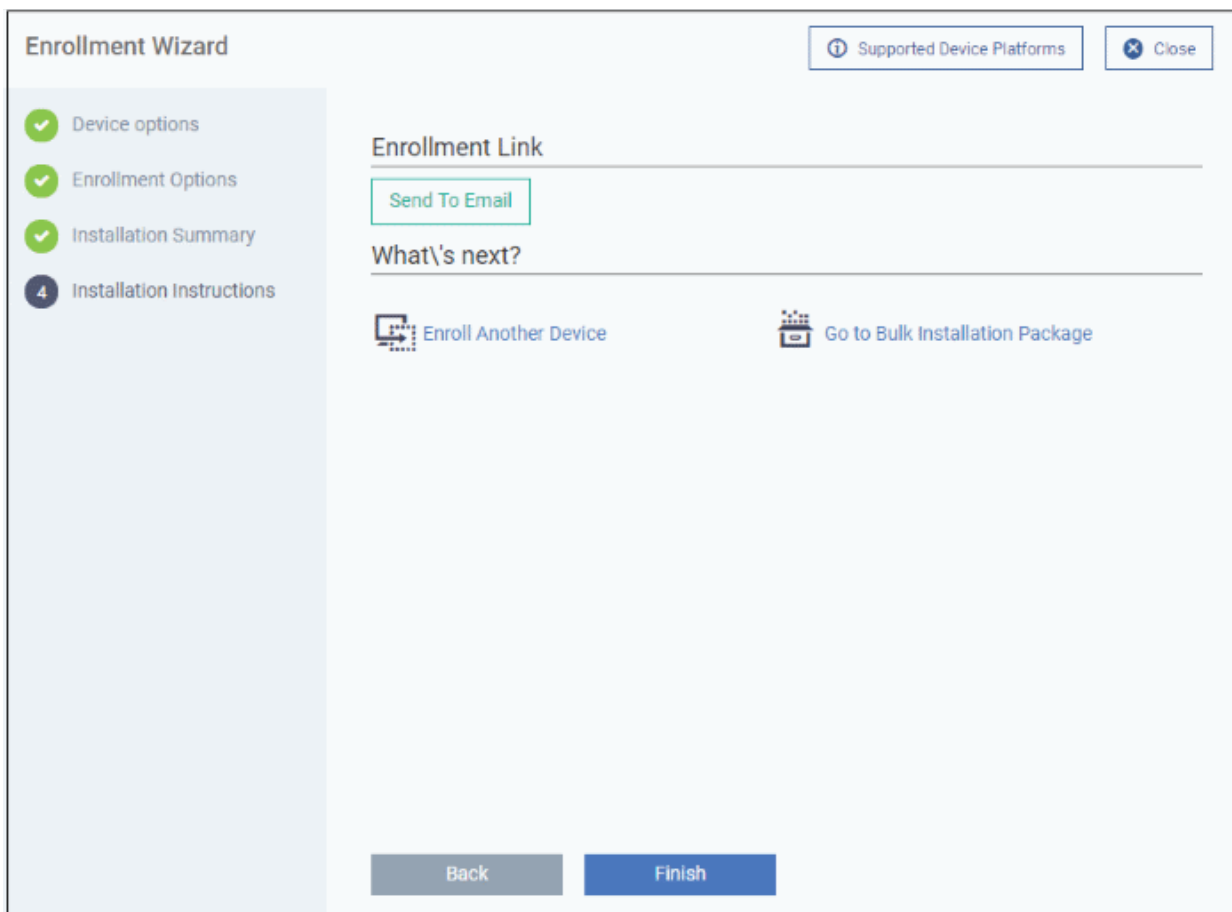 Enrollment Wizard
Supported Device Platforms
Close
Device options
Enrollment Options
Installation Summary
4 Installation Instructions
Enrollment Link
Send To Email
What\'s next?
Enroll Another Device
Go to Bulk Installation Package
Back
Finish